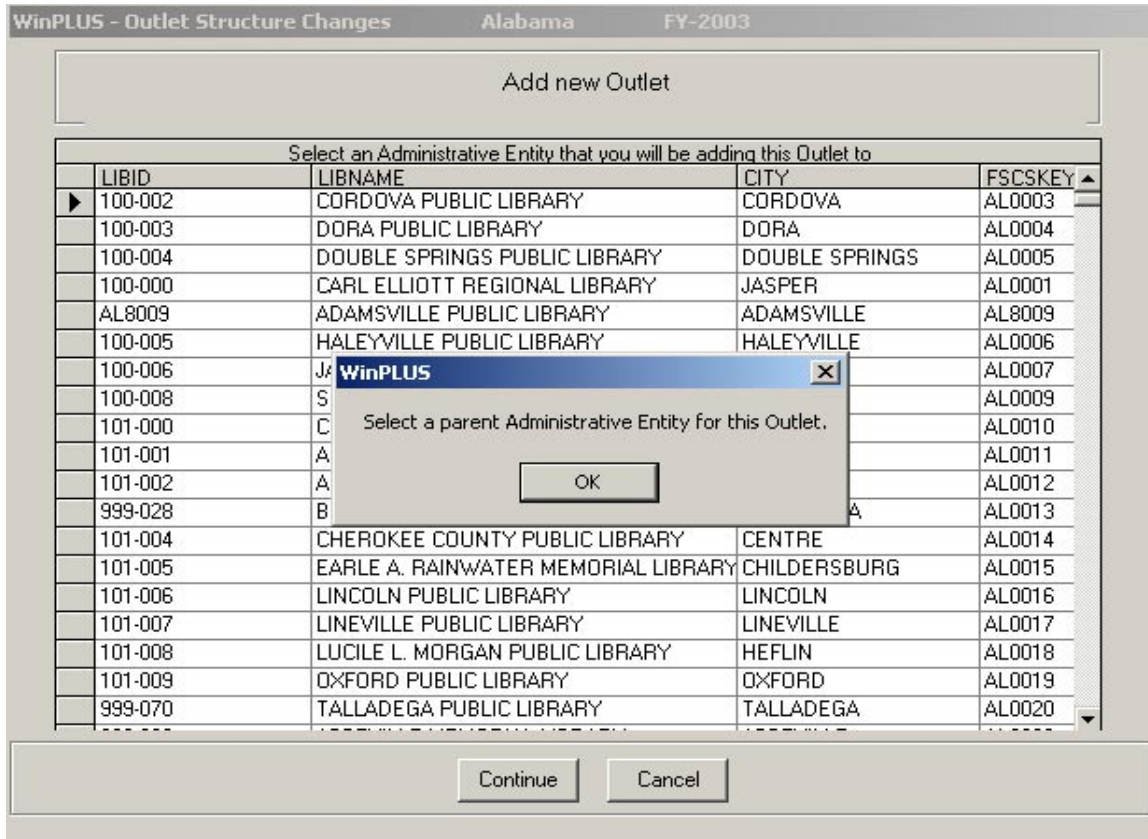 WinPLUS - Outlet Structure Changes Alabama FY-2003
Add new Outlet
Select an Administrative Entity that you will be adding this Outlet to
LIBID LIBNAME CITY FSCSKEY
100-002 CORDOVA PUBLIC LIBRARY CORDOVA AL0003
100-003 DORA PUBLIC LIBRARY DORA AL0004
100-004 DOUBLE SPRINGS PUBLIC LIBRARY DOUBLE SPRINGS AL0005
100-000 CARL ELLIOTT REGIONAL LIBRARY JASPER AL0001
AL8009 ADAMSVILLE PUBLIC LIBRARY ADAMSVILLE AL8009
100-005 HALEYVILLE PUBLIC LIBRARY HALEYVILLE AL0006
100-006 JA AL0007
100-008 S AL0009
101-000 C AL0010
101-001 A AL0011
101-002 A AL0012
999-028 B A AL0013
WinPLUS
Select a parent Administrative Entity for this Outlet.
OK
101-004 CHEROKEE COUNTY PUBLIC LIBRARY CENTRE AL0014
101-005 EARLE A. RAINWATER MEMORIAL LIBRARY CHILDERSBURG AL0015
101-006 LINCOLN PUBLIC LIBRARY LINCOLN AL0016
101-007 LINEVILLE PUBLIC LIBRARY LINEVILLE AL0017
101-008 LUCILE L. MORGAN PUBLIC LIBRARY HEFLIN AL0018
101-009 OXFORD PUBLIC LIBRARY OXFORD AL0019
999-070 TALLADEGA PUBLIC LIBRARY TALLADEGA AL0020
Continue Cancel